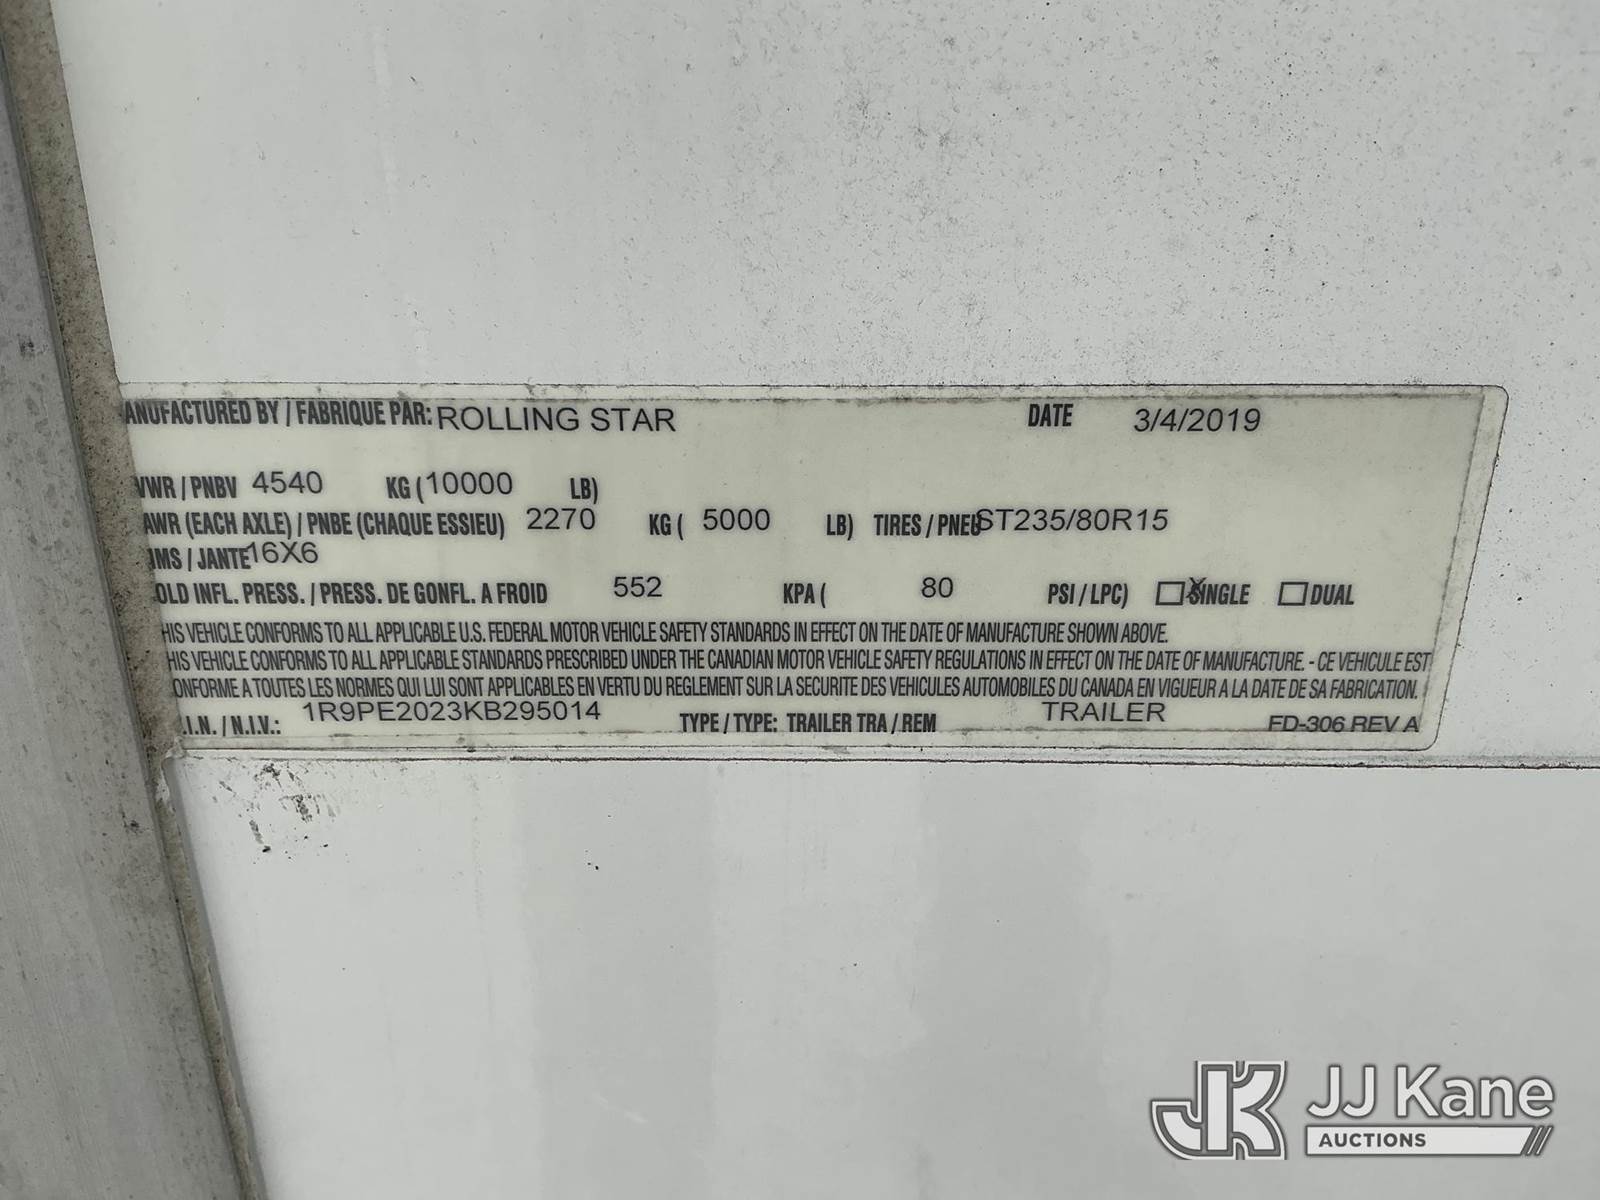 ANUFACTURED BY / FABRIQUE PAR: ROLLING STAR DATE 3/4/2019
VWR / PNBV 4540 KG (10000 LB)
AWR (EACH AXLE) / PNBE (CHAQUE ESSIEU) 2270 KG ( 5000 LB) TIRES / PNEU ST235/80R15
IMS / JANTE 16X6
OLD INFL. PRESS. / PRESS. DE GONFL. A FROID 552 KPA ( 80 PSI / LPC) ☐ X SINGLE ☐ DUAL
HIS VEHICLE CONFORMS TO ALL APPLICABLE U.S. FEDERAL MOTOR VEHICLE SAFETY STANDARDS IN EFFECT ON THE DATE OF MANUFACTURE SHOWN ABOVE.
HIS VEHICLE CONFORMS TO ALL APPLICABLE STANDARDS PRESCRIBED UNDER THE CANADIAN MOTOR VEHICLE SAFETY REGULATIONS IN EFFECT ON THE DATE OF MANUFACTURE. - CE VEHICULE EST
ONFORME A TOUTES LES NORMES QUI LUI SONT APPLICABLES EN VERTU DU REGLEMENT SUR LA SECURITE DES VEHICULES AUTOMOBILES DU CANADA EN VIGUEUR A LA DATE DE SA FABRICATION.
.I.N. / N.I.V.: 1R9PE2023KB295014 TYPE / TYPE: TRAILER TRA / REM TRAILER FD-306 REV A
JK JJ Kane
AUCTIONS